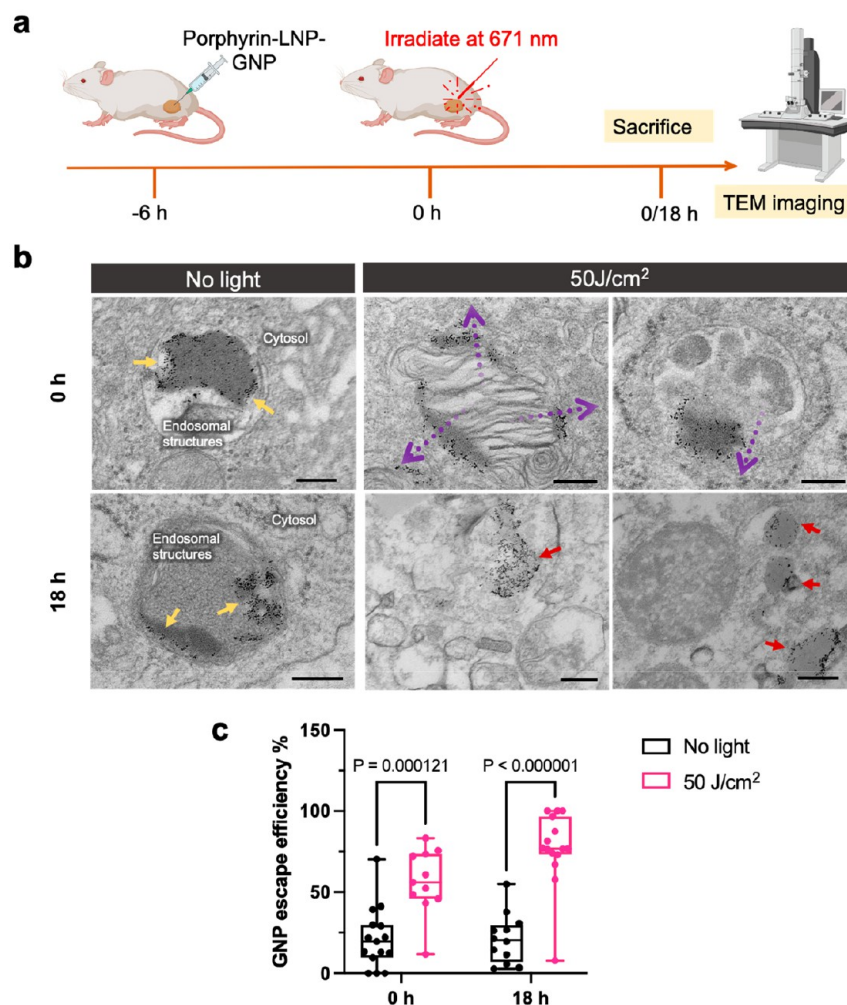 a
Porphyrin-LNP-
GNP
Irradiate at 671 nm
Sacrifice
-6 h
0 h
0/18 h
TEM imaging
b
No light
50J/cm²
0 h
Cytosol
Endosomal
structures
18 h
Endosomal
structures
Cytosol
c
GNP escape efficiency %
150
100
50
0
P = 0.000121
P < 0.000001
0 h
18 h
No light
50 J/cm²